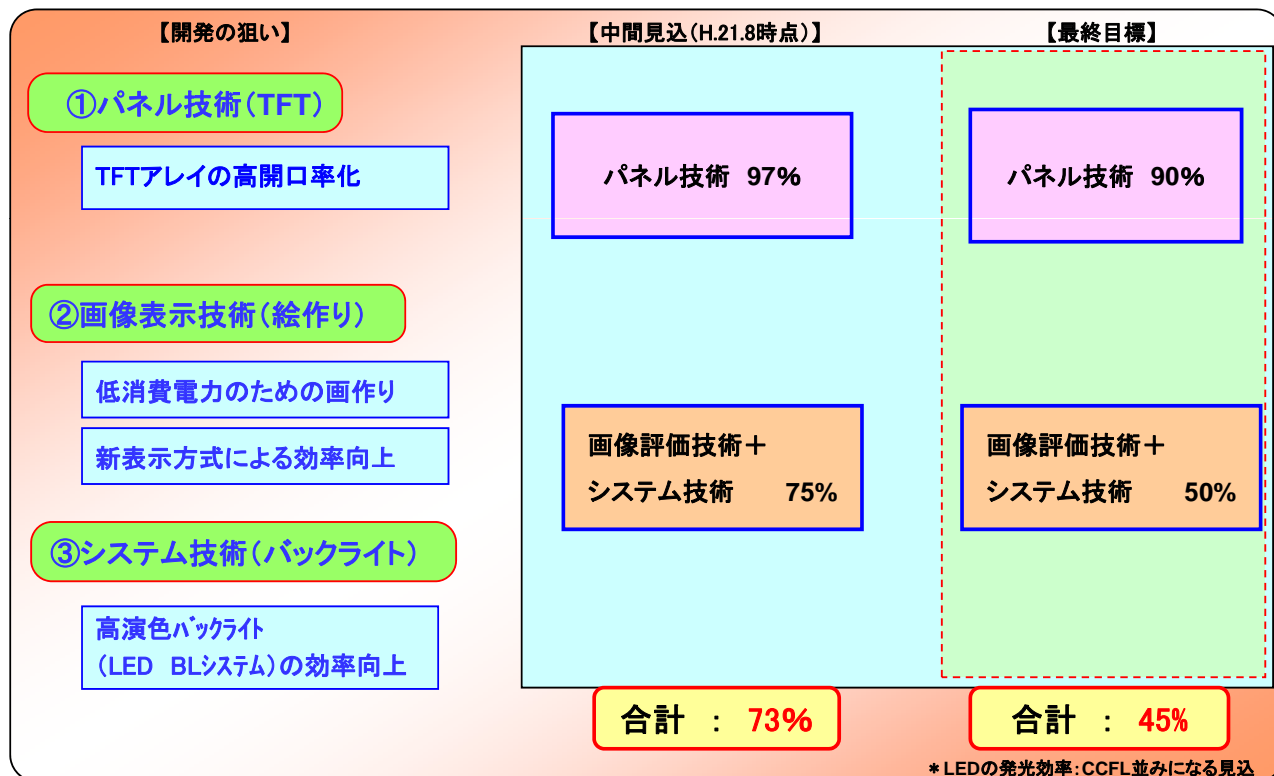 【開発の狙い】
【中間見込(H.21.8時点)】
【最終目標】
①パネル技術(TFT)
TFTアレイの高開口率化
パネル技術 97%
パネル技術 90%
②画像表示技術(絵作り)
低消費電力のための画作り
新表示方式による効率向上
画像評価技術+
システム技術 75%
画像評価技術+
システム技術 50%
③システム技術(バックライト)
高演色バックライト
(LED BLシステム)の効率向上
合計 : 73%
合計 : 45%
*LEDの発光効率:CCFL並みになる見込